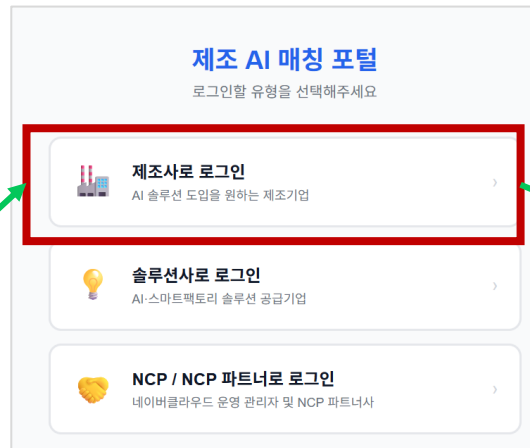 제조 AI 매칭 포털
로그인할 유형을 선택해주세요
제조사로 로그인
AI 솔루션 도입을 원하는 제조기업
솔루션사로 로그인
AI·스마트팩토리 솔루션 공급기업
NCP / NCP 파트너로 로그인
네이버클라우드 운영 관리자 및 NCP 파트너사